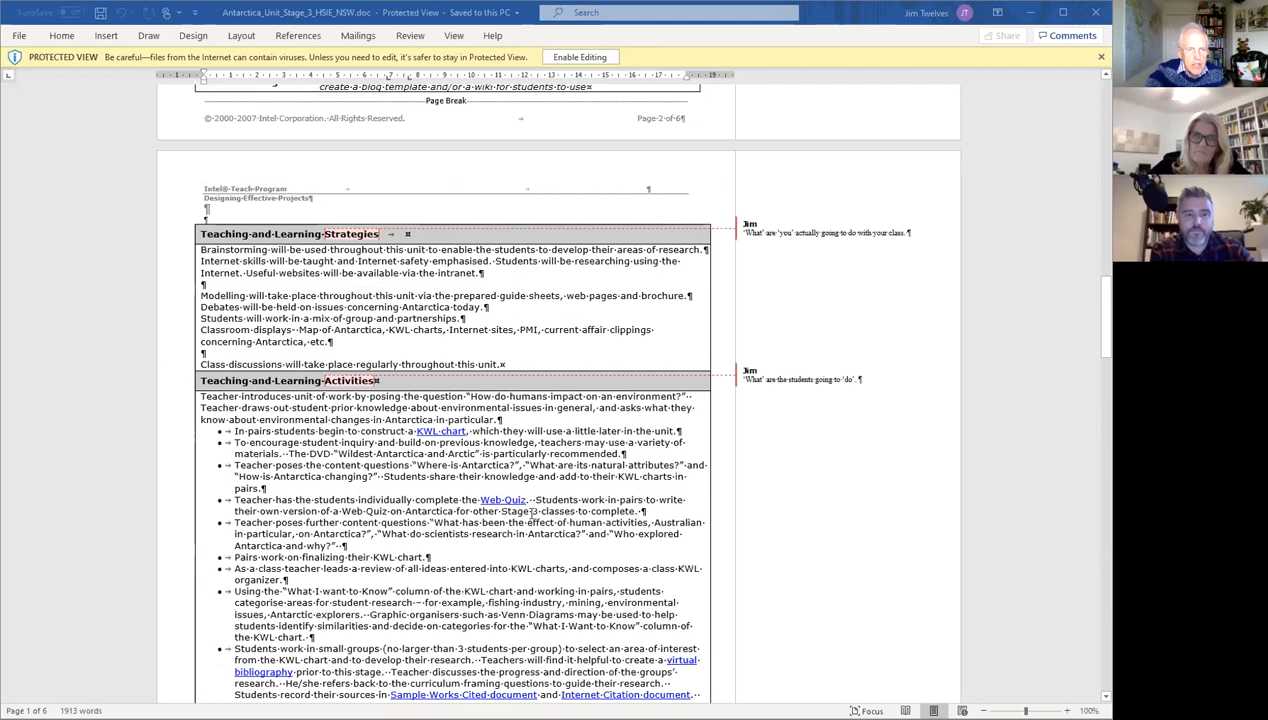 AutoSave
Antarctica_Unit_Stage_3_HSIE_NSW.doc - Protected View - Saved to this PC
Search
Jim Twelves
JT
File Home Insert Draw Design Layout References Mailings Review View Help
Share
Comments
PROTECTED VIEW Be careful—files from the Internet can contain viruses. Unless you need to edit, it's safer to stay in Protected View.
Enable Editing
1 1 2 3 4 5 6 7 8 9 10 11 12 13 14 15 16 17 19
create a blog template and/or a wiki for students to use¤
Page Break
© 2000-2007 Intel Corporation. All Rights Reserved. → Page 2 of 6¶
Intel® Teach Program → → ¶
Designing Effective Projects¶
¶
¶
Teaching and Learning Strategies → ¤
Jim
'What' are 'you' actually going to do with your class. ¶
Brainstorming will be used throughout this unit to enable the students to develop their areas of research.¶
Internet skills will be taught and Internet safety emphasised. Students will be researching using the
Internet. Useful websites will be available via the intranet.¶
¶
Modelling will take place throughout this unit via the prepared guide sheets, web pages and brochure.¶
Debates will be held on issues concerning Antarctica today.¶
Students will work in a mix of group and partnerships.¶
Classroom displays- Map of Antarctica, KWL charts, Internet sites, PMI, current affair clippings
concerning Antarctica, etc.¶
¶
Class discussions will take place regularly throughout this unit.¤
Teaching and Learning Activities¤
Jim
'What' are the students going to 'do'. ¶
Teacher introduces unit of work by posing the question "How do humans impact on an environment?"
Teacher draws out student prior knowledge about environmental issues in general, and asks what they
know about environmental changes in Antarctica in particular.¶
• → In pairs students begin to construct a KWL chart, which they will use a little later in the unit.¶
• → To encourage student inquiry and build on previous knowledge, teachers may use a variety of
materials. The DVD "Wildest Antarctica and Arctic" is particularly recommended.¶
• → Teacher poses the content questions "Where is Antarctica?", "What are its natural attributes?" and
"How is Antarctica changing?" Students share their knowledge and add to their KWL charts in
pairs.¶
• → Teacher has the students individually complete the Web Quiz. Students work in pairs to write
their own version of a Web Quiz on Antarctica for other Stage 3 classes to complete. ¶
• → Teacher poses further content questions "What has been the effect of human activities, Australian
in particular, on Antarctica?", "What do scientists research in Antarctica?" and "Who explored
Antarctica and why?" ¶
• → Pairs work on finalizing their KWL chart.¶
• → As a class teacher leads a review of all ideas entered into KWL charts, and composes a class KWL
organizer.¶
• → Using the "What I want to Know" column of the KWL chart and working in pairs, students
categorise areas for student research – for example, fishing industry, mining, environmental
issues, Antarctic explorers. Graphic organisers such as Venn Diagrams may be used to help
students identify similarities and decide on categories for the "What I Want to Know" column of
the KWL chart. ¶
• → Students work in small groups (no larger than 3 students per group) to select an area of interest
from the KWL chart and to develop their research. Teachers will find it helpful to create a virtual
bibliography prior to this stage. Teacher discusses the progress and direction of the groups'
research. He/she refers back to the curriculum framing questions to guide their research.
Students record their sources in Sample Works Cited document and Internet Citation document.
Page 1 of 6 1913 words
Focus
100%